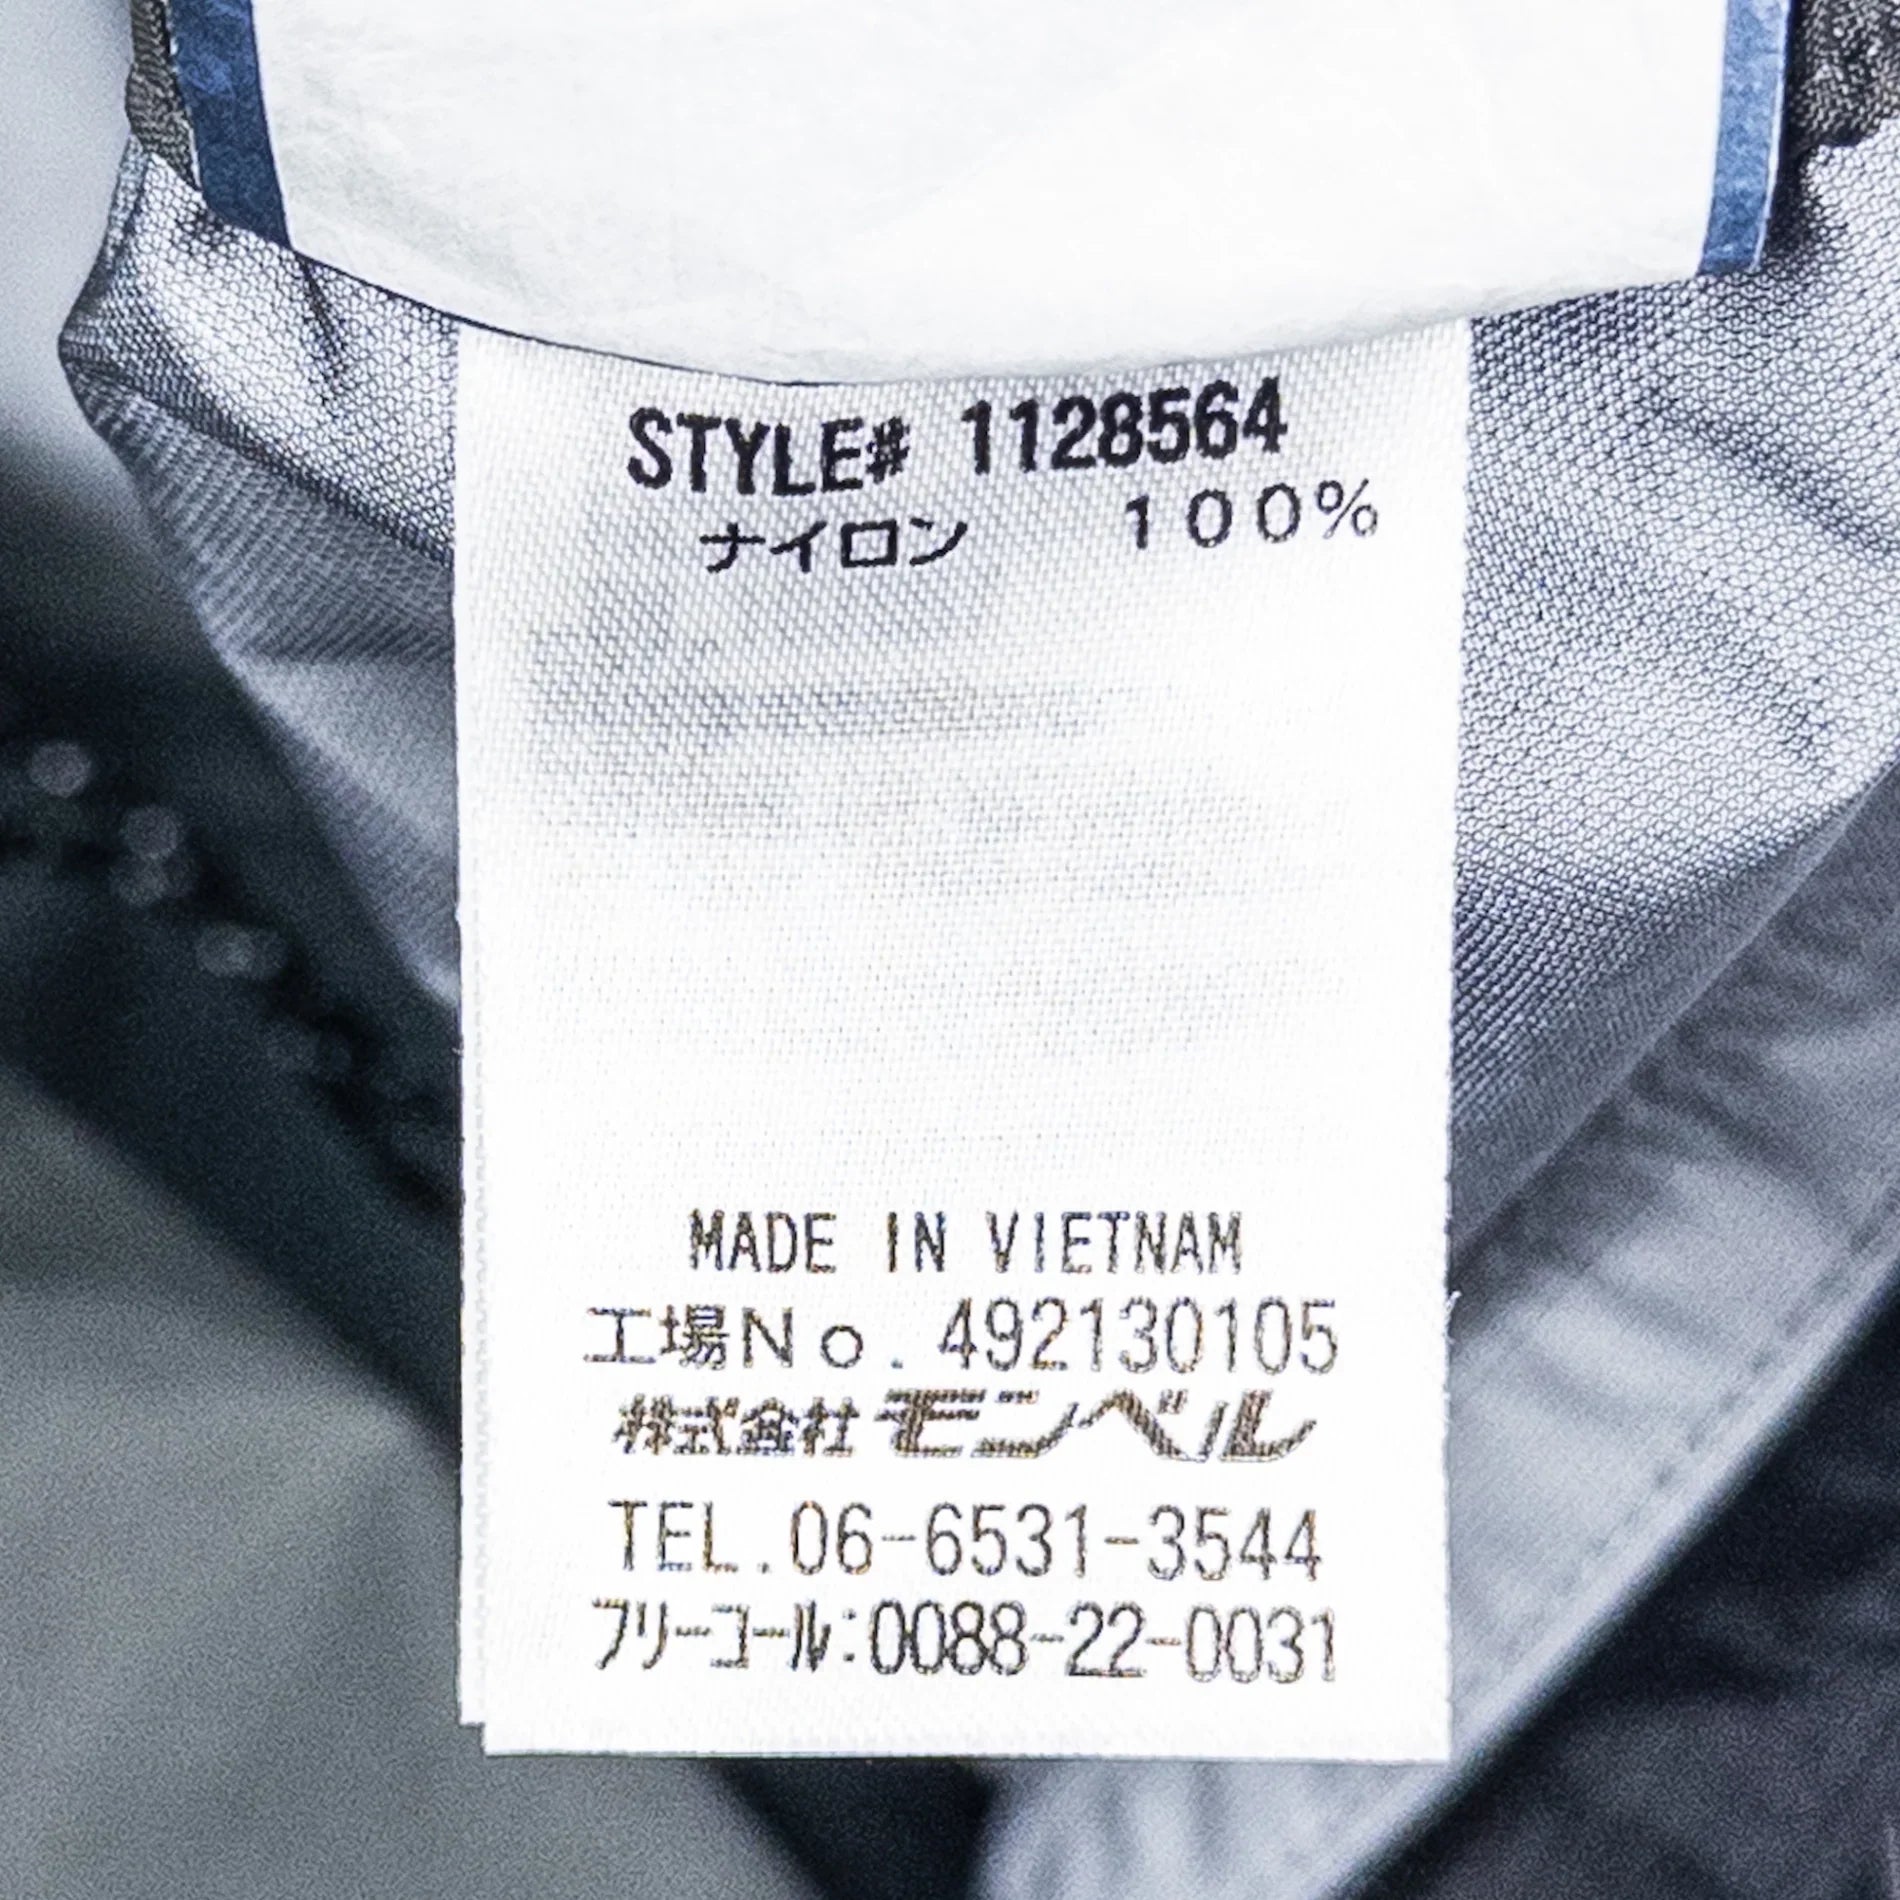 STYLE# 1128564
ナイロン 100%
MADE IN VIETNAM
工場No. 492130105
株式会社モンベル
TEL.06-6531-3544
フリーコール:0088-22-0031